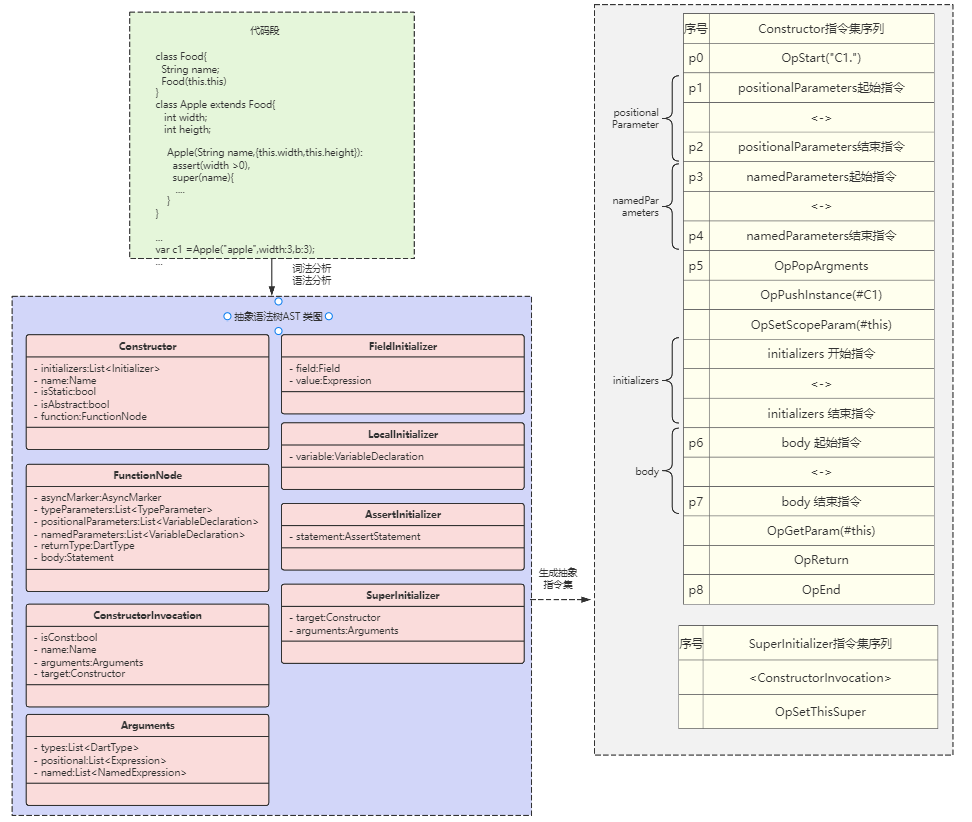 代码段
class Food{
String name;
Food(this.this)
}
class Apple extends Food{
int width;
int heigth;
Apple(String name,{this.width,this.height}):
assert(width >0),
super(name){
....
}
}
...
var c1 =Apple("apple",width:3,b:3);
...
词法分析
语法分析
抽象语法树AST 类图
Constructor
- initializers:List<Initializer>
- name:Name
- isStatic:bool
- isAbstract:bool
- function:FunctionNode
FunctionNode
- asyncMarker:AsyncMarker
- typeParameters:List<TypeParameter>
- positionalParameters:List<VariableDeclaration>
- namedParameters:List<VariableDeclaration>
- returnType:DartType
- body:Statement
ConstructorInvocation
- isConst:bool
- name:Name
- arguments:Arguments
- target:Constructor
Arguments
- types:List<DartType>
- positional:List<Expression>
- named:List<NamedExpression>
FieldInitializer
- field:Field
- value:Expression
LocalInitializer
- variable:VariableDeclaration
AssertInitializer
- statement:AssertStatement
SuperInitializer
- target:Constructor
- arguments:Arguments
生成抽象
指令集
序号 Constructor指令集序列
p0 OpStart("C1.")
p1 positionalParameters起始指令
<->
p2 positionalParameters结束指令
p3 namedParameters起始指令
<->
p4 namedParameters结束指令
p5 OpPopArgments
OpPushInstance(#C1)
OpSetScopeParam(#this)
initializers 开始指令
<->
initializers 结束指令
p6 body 起始指令
<->
p7 body 结束指令
OpGetParam(#this)
OpReturn
p8 OpEnd
positional
Parameter
namedPar
ameters
initializers
body
序号 SuperInitializer指令集序列
<ConstructorInvocation>
OpSetThisSuper